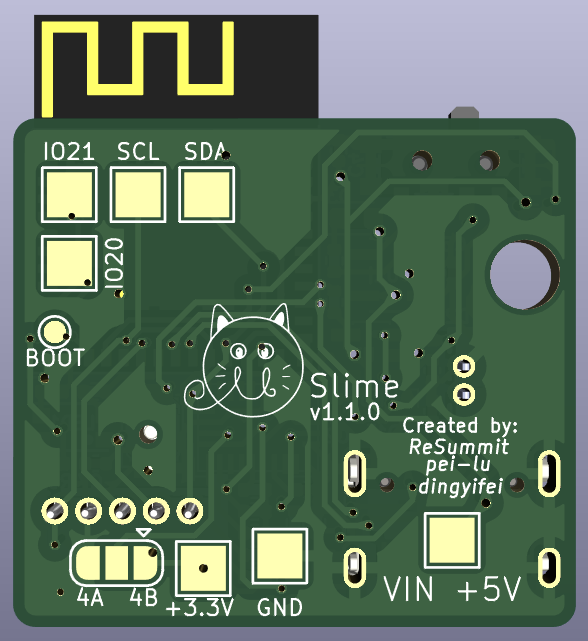 IO21 SCL SDA
IO20
BOOT
Slime
v1.1.0
Created by:
ReSummit
pei-lu
dingyifei
4A 4B +3.3V GND VIN +5V